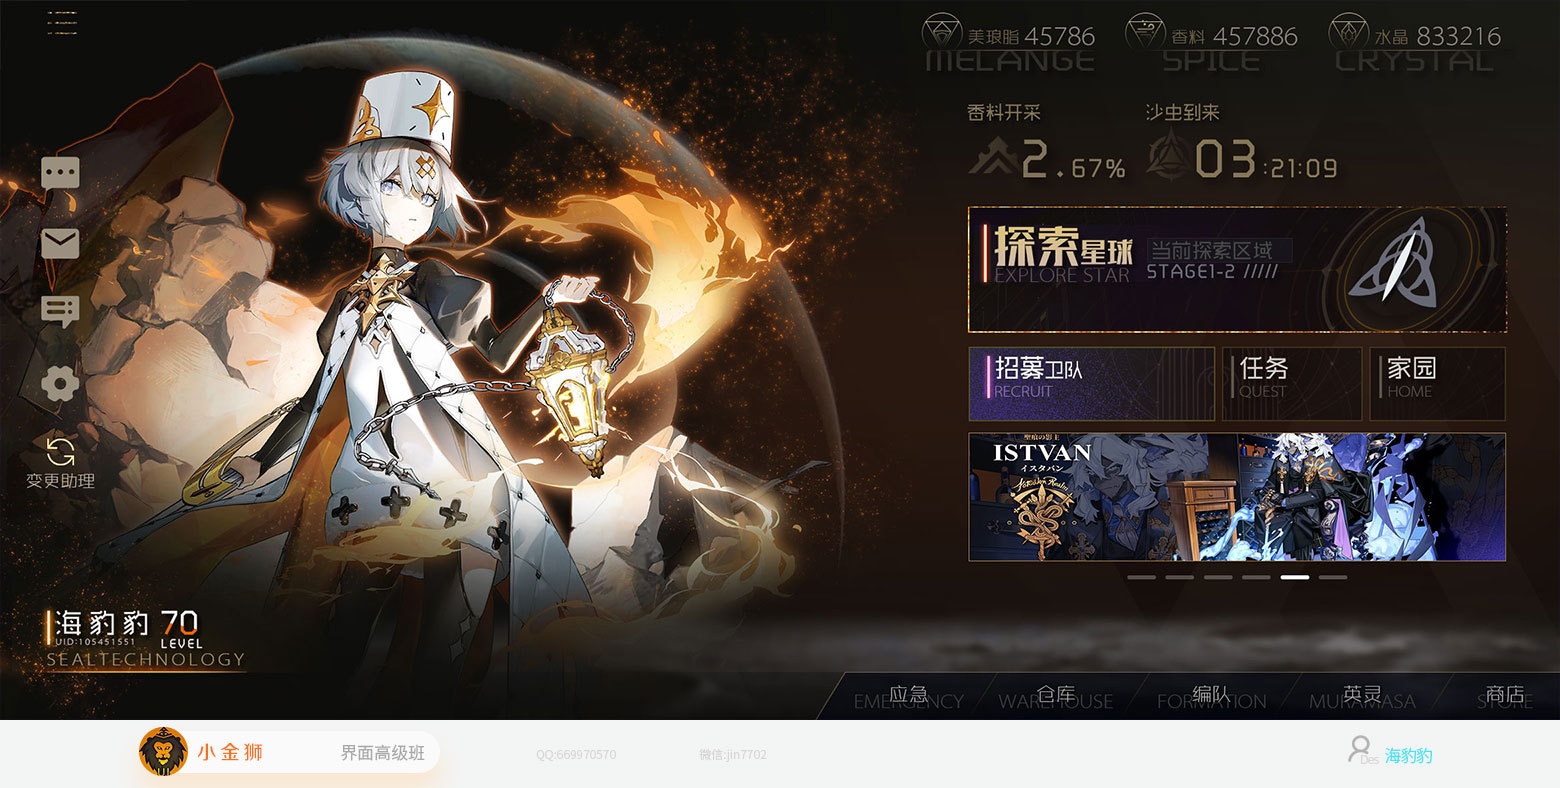 美琅脂 45786
MELANGE
香料 457886
SPICE
水晶 833216
CRYSTAL
香料开采
2.67%
沙虫到来
03:21:09
探索星球
EXPLORE STAR
当前探索区域
STAGE1-2 /////
招募卫队
RECRUIT
任务
QUEST
家园
HOME
聖痕の影主
ISTVAN
イスタバン
变更助理
海豹豹 70
UID:105451551
LEVEL
SEALTECHNOLOGY
应急
EMERGENCY
仓库
WAREHOUSE
编队
FORMATION
英灵
MURAMASA
商店
STORE
小金狮
界面高级班
QQ:669970570
微信:jin7702
Des 海豹豹